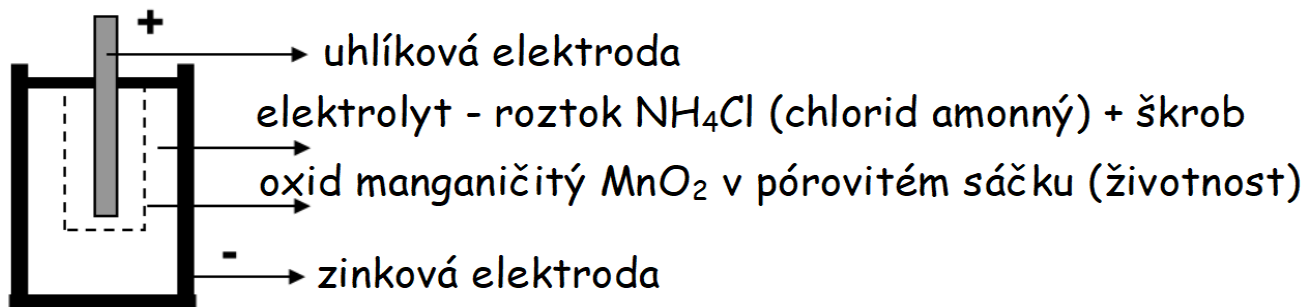 +
uhlíková elektroda
elektrolyt - roztok NH₄Cl (chlorid amonný) + škrob
oxid manganičitý MnO₂ v pórovitém sáčku (životnost)
-
zinková elektroda